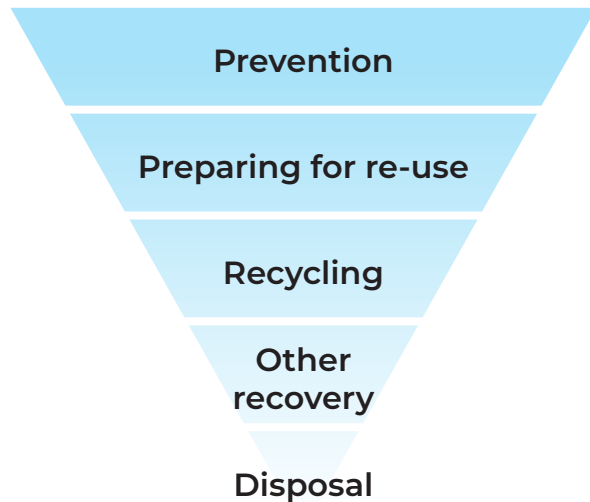 Prevention
Preparing for re-use
Recycling
Other
recovery
Disposal